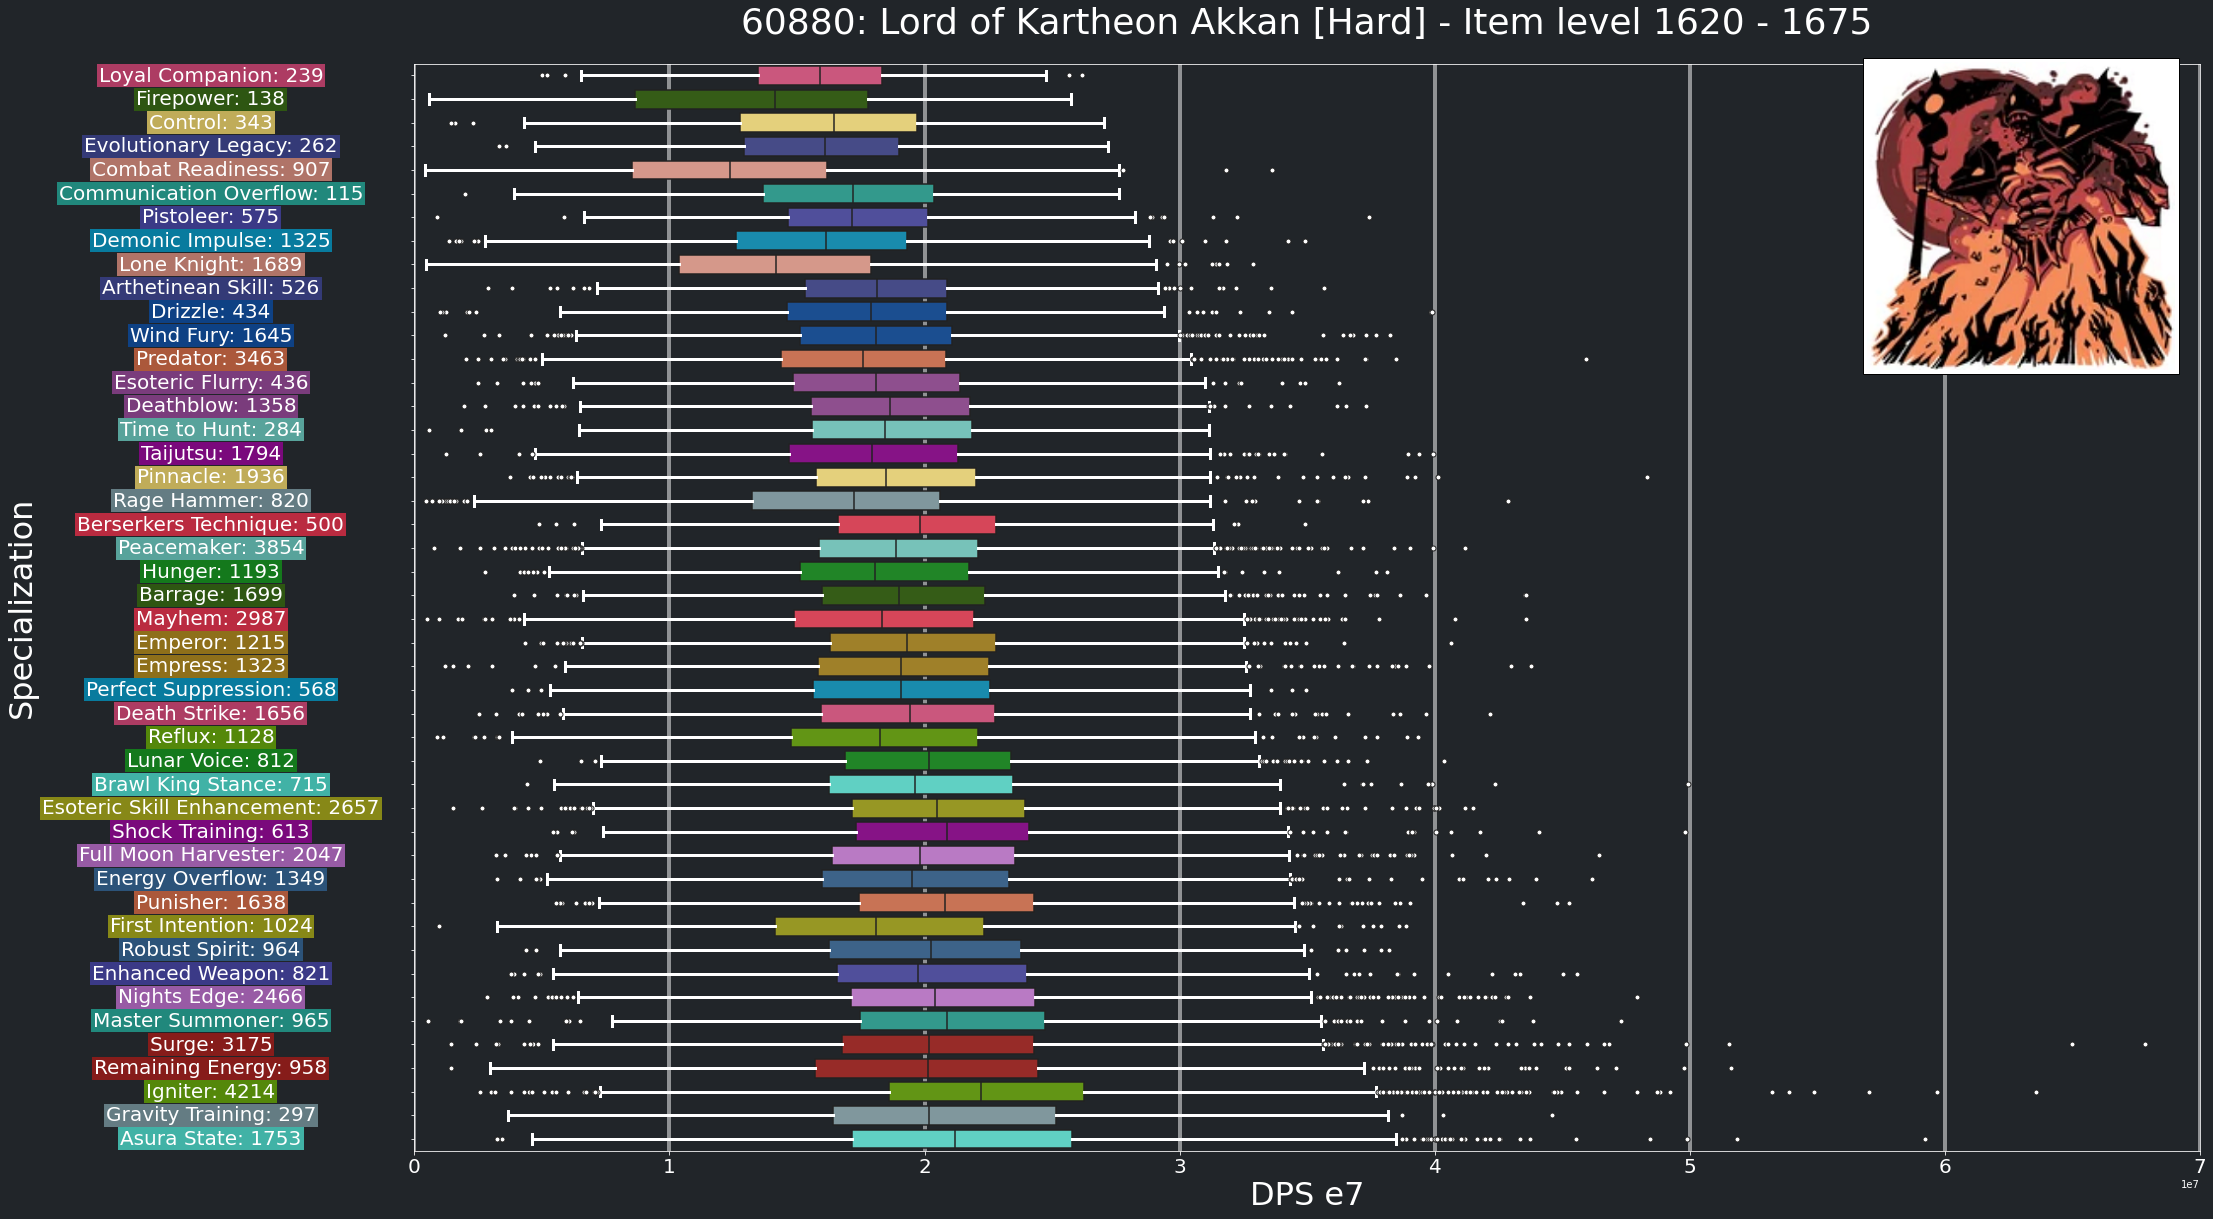 60880: Lord of Kartheon Akkan [Hard] - Item level 1620 - 1675
Specialization
Loyal Companion: 239
Firepower: 138
Control: 343
Evolutionary Legacy: 262
Combat Readiness: 907
Communication Overflow: 115
Pistoleer: 575
Demonic Impulse: 1325
Lone Knight: 1689
Arthetinean Skill: 526
Drizzle: 434
Wind Fury: 1645
Predator: 3463
Esoteric Flurry: 436
Deathblow: 1358
Time to Hunt: 284
Taijutsu: 1794
Pinnacle: 1936
Rage Hammer: 820
Berserkers Technique: 500
Peacemaker: 3854
Hunger: 1193
Barrage: 1699
Mayhem: 2987
Emperor: 1215
Empress: 1323
Perfect Suppression: 568
Death Strike: 1656
Reflux: 1128
Lunar Voice: 812
Brawl King Stance: 715
Esoteric Skill Enhancement: 2657
Shock Training: 613
Full Moon Harvester: 2047
Energy Overflow: 1349
Punisher: 1638
First Intention: 1024
Robust Spirit: 964
Enhanced Weapon: 821
Nights Edge: 2466
Master Summoner: 965
Surge: 3175
Remaining Energy: 958
Igniter: 4214
Gravity Training: 297
Asura State: 1753
0 1 2 3 4 5 6 7
DPS e7
1e7